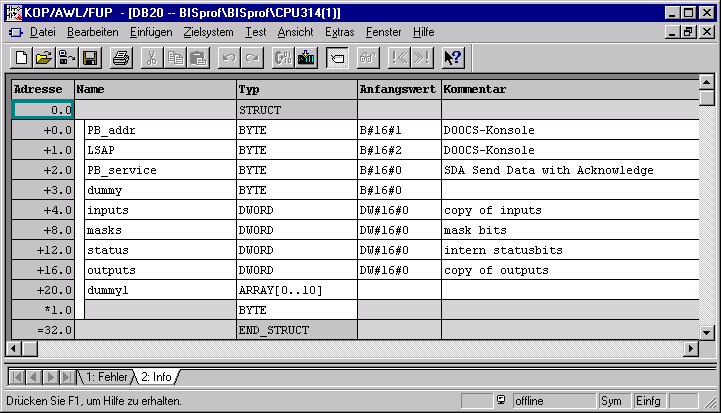 KOP/AWL/FUP - [DB20 -- BISprof\BISprof\CPU314(1)]
Datei Bearbeiten Einfügen Zielsystem Test Ansicht Extras Fenster Hilfe
Adresse Name Typ Anfangswert Kommentar
0.0 STRUCT
+0.0 PB_addr BYTE B#16#1 DOOCS-Konsole
+1.0 LSAP BYTE B#16#2 DOOCS-Konsole
+2.0 PB_service BYTE B#16#0 SDA Send Data with Acknowledge
+3.0 dummy BYTE B#16#0
+4.0 inputs DWORD DW#16#0 copy of inputs
+8.0 masks DWORD DW#16#0 mask bits
+12.0 status DWORD DW#16#0 intern statusbits
+16.0 outputs DWORD DW#16#0 copy of outputs
+20.0 dummy1 ARRAY[0..10]
*1.0 BYTE
=32.0 END_STRUCT
1: Fehler 2: Info
Drücken Sie F1, um Hilfe zu erhalten. offline Sym Einfg